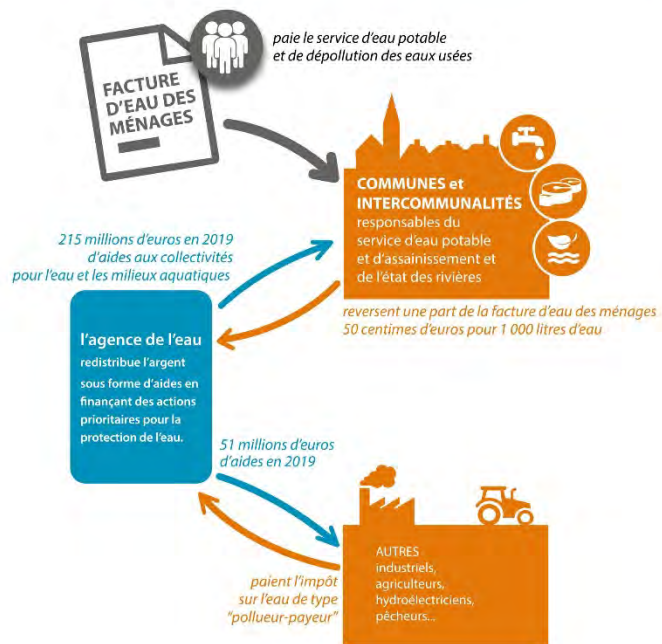 paie le service d'eau potable
et de dépollution des eaux usées
FACTURE
D'EAU DES
MÉNAGES
COMMUNES et
INTERCOMMUNALITÉS
responsables du
service d'eau potable
et d'assainissement et
de l'état des rivières
215 millions d'euros en 2019
d'aides aux collectivités
pour l'eau et les milieux aquatiques
reversent une part de la facture d'eau des ménages
50 centimes d'euros pour 1 000 litres d'eau
l'agence de l'eau
redistribue l'argent
sous forme d'aides en
finançant des actions
prioritaires pour la
protection de l'eau.
51 millions d'euros
d'aides en 2019
AUTRES
industriels,
agriculteurs,
hydroélectriciens,
pêcheurs...
paient l'impôt
sur l'eau de type
"pollueur-payeur"